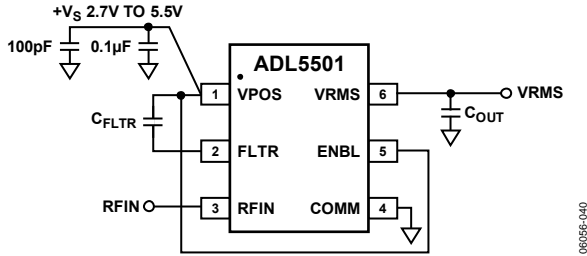 +VS 2.7V TO 5.5V
100pF 0.1µF
ADL5501
1 VPOS VRMS 6 VRMS
CFLTR COUT
2 FLTR ENBL 5
RFIN 3 RFIN COMM 4
06056-040